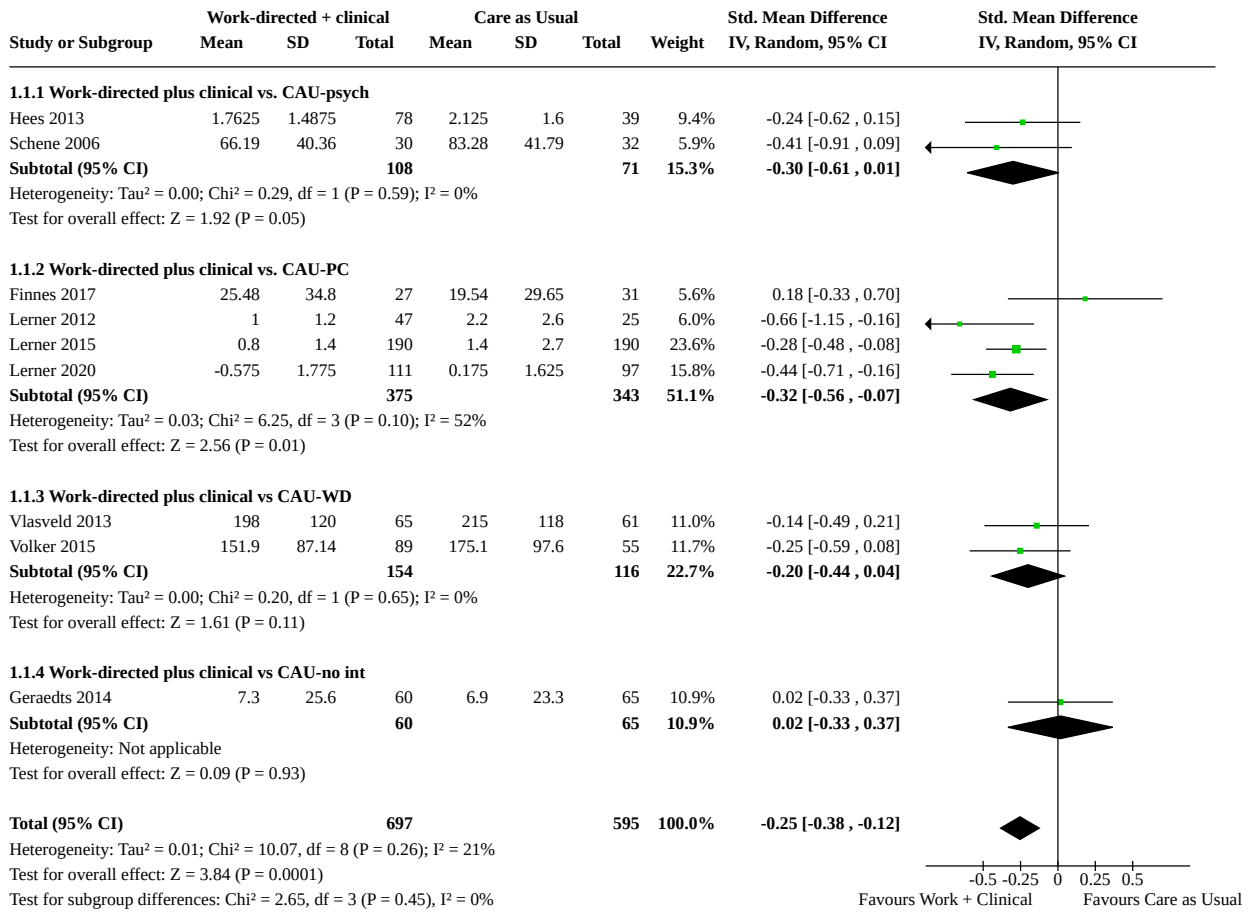 Work-directed + clinical Care as Usual Std. Mean Difference Std. Mean Difference
Study or Subgroup Mean SD Total Mean SD Total Weight IV, Random, 95% CI IV, Random, 95% CI
1.1.1 Work-directed plus clinical vs. CAU-psych
Hees 2013 1.7625 1.4875 78 2.125 1.6 39 9.4% -0.24 [-0.62 , 0.15]
Schene 2006 66.19 40.36 30 83.28 41.79 32 5.9% -0.41 [-0.91 , 0.09]
Subtotal (95% CI) 108 71 15.3% -0.30 [-0.61 , 0.01]
Heterogeneity: Tau² = 0.00; Chi² = 0.29, df = 1 (P = 0.59); I² = 0%
Test for overall effect: Z = 1.92 (P = 0.05)
1.1.2 Work-directed plus clinical vs. CAU-PC
Finnes 2017 25.48 34.8 27 19.54 29.65 31 5.6% 0.18 [-0.33 , 0.70]
Lerner 2012 1 1.2 47 2.2 2.6 25 6.0% -0.66 [-1.15 , -0.16]
Lerner 2015 0.8 1.4 190 1.4 2.7 190 23.6% -0.28 [-0.48 , -0.08]
Lerner 2020 -0.575 1.775 111 0.175 1.625 97 15.8% -0.44 [-0.71 , -0.16]
Subtotal (95% CI) 375 343 51.1% -0.32 [-0.56 , -0.07]
Heterogeneity: Tau² = 0.03; Chi² = 6.25, df = 3 (P = 0.10); I² = 52%
Test for overall effect: Z = 2.56 (P = 0.01)
1.1.3 Work-directed plus clinical vs CAU-WD
Vlasveld 2013 198 120 65 215 118 61 11.0% -0.14 [-0.49 , 0.21]
Volker 2015 151.9 87.14 89 175.1 97.6 55 11.7% -0.25 [-0.59 , 0.08]
Subtotal (95% CI) 154 116 22.7% -0.20 [-0.44 , 0.04]
Heterogeneity: Tau² = 0.00; Chi² = 0.20, df = 1 (P = 0.65); I² = 0%
Test for overall effect: Z = 1.61 (P = 0.11)
1.1.4 Work-directed plus clinical vs CAU-no int
Geraedts 2014 7.3 25.6 60 6.9 23.3 65 10.9% 0.02 [-0.33 , 0.37]
Subtotal (95% CI) 60 65 10.9% 0.02 [-0.33 , 0.37]
Heterogeneity: Not applicable
Test for overall effect: Z = 0.09 (P = 0.93)
Total (95% CI) 697 595 100.0% -0.25 [-0.38 , -0.12]
Heterogeneity: Tau² = 0.01; Chi² = 10.07, df = 8 (P = 0.26); I² = 21%
Test for overall effect: Z = 3.84 (P = 0.0001) -0.5 -0.25 0 0.25 0.5
Test for subgroup differences: Chi² = 2.65, df = 3 (P = 0.45), I² = 0% Favours Work + Clinical Favours Care as Usual